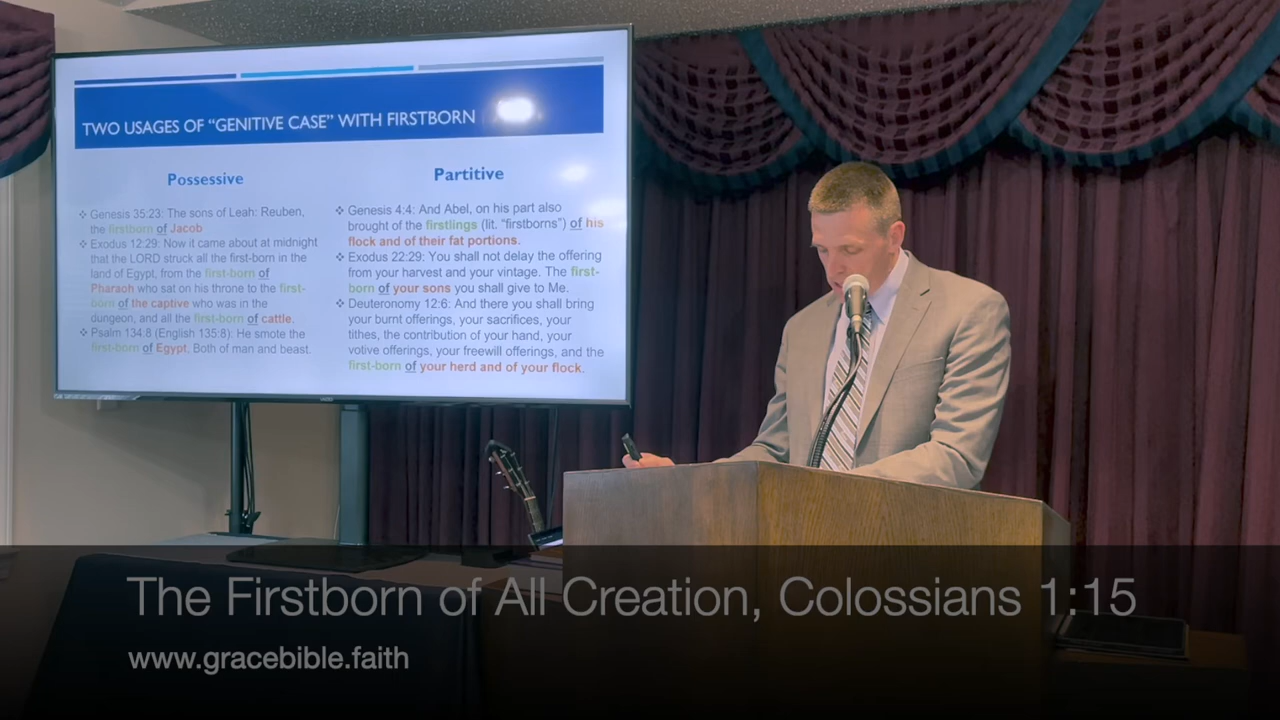 TWO USAGES OF “GENITIVE CASE” WITH FIRSTBORN
Possessive
❖ Genesis 35:23: The sons of Leah: Reuben,
the firstborn of Jacob
❖ Exodus 12:29: Now it came about at midnight
that the LORD struck all the first-born in the
land of Egypt, from the first-born of
Pharaoh who sat on his throne to the first-
born of the captive who was in the
dungeon, and all the firstborn of cattle.
❖ Psalm 134:8 (English 135:8): He smote the
first-born of Egypt. Both of man and beast.
Partitive
❖ Genesis 4:4: And Abel, on his part also
brought of the firstlings (lit. “firstborns”) of his
flock and of their fat portions.
❖ Exodus 22:29: You shall not delay the offering
from your harvest and your vintage. The first-
born of your sons you shall give to Me.
❖ Deuteronomy 12:6: And there you shall bring
your burnt offerings, your sacrifices, your
tithes, the contribution of your hand, your
votive offerings, your freewill offerings, and the
first-born of your herd and of your flock.
The Firstborn of All Creation, Colossians 1:15
www.gracebible.faith